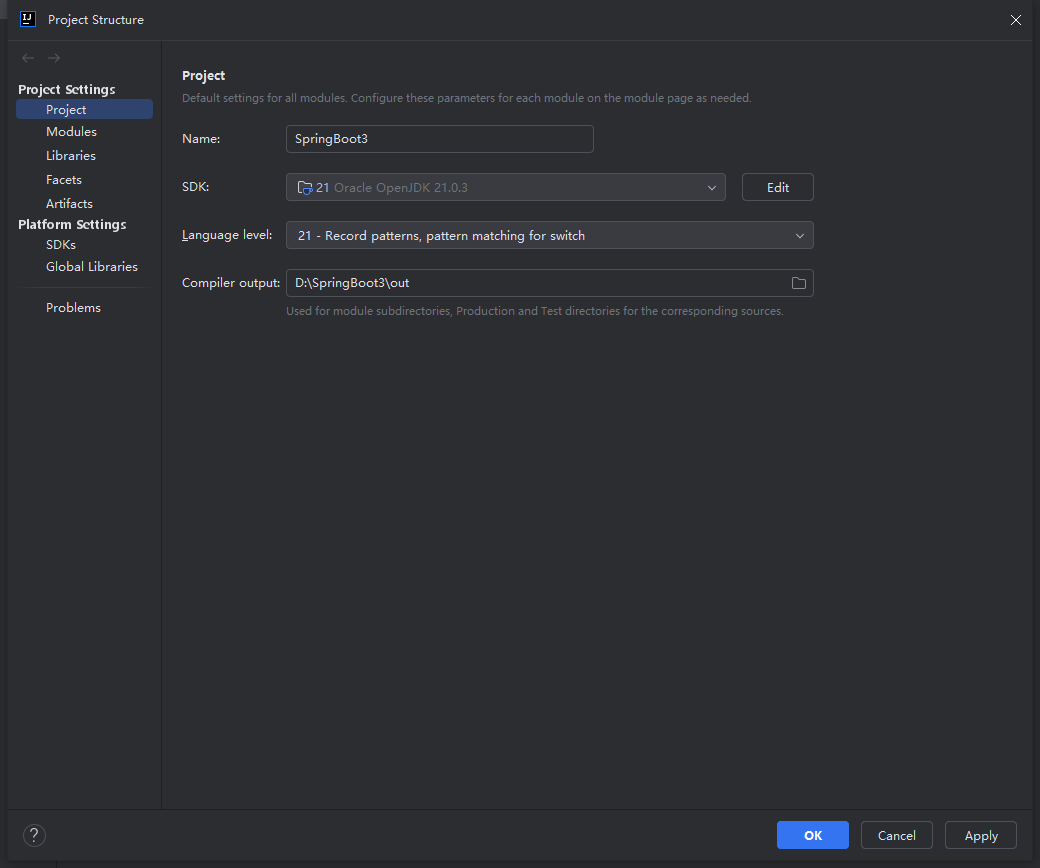 IJ
Project Structure
Project Settings
Project
Modules
Libraries
Facets
Artifacts
Platform Settings
SDKs
Global Libraries
Problems
Project
Default settings for all modules. Configure these parameters for each module on the module page as needed.
Name: SpringBoot3
SDK: 21 Oracle OpenJDK 21.0.3 Edit
Language level: 21 - Record patterns, pattern matching for switch
Compiler output: D:\SpringBoot3\out
Used for module subdirectories, Production and Test directories for the corresponding sources.
? OK Cancel Apply